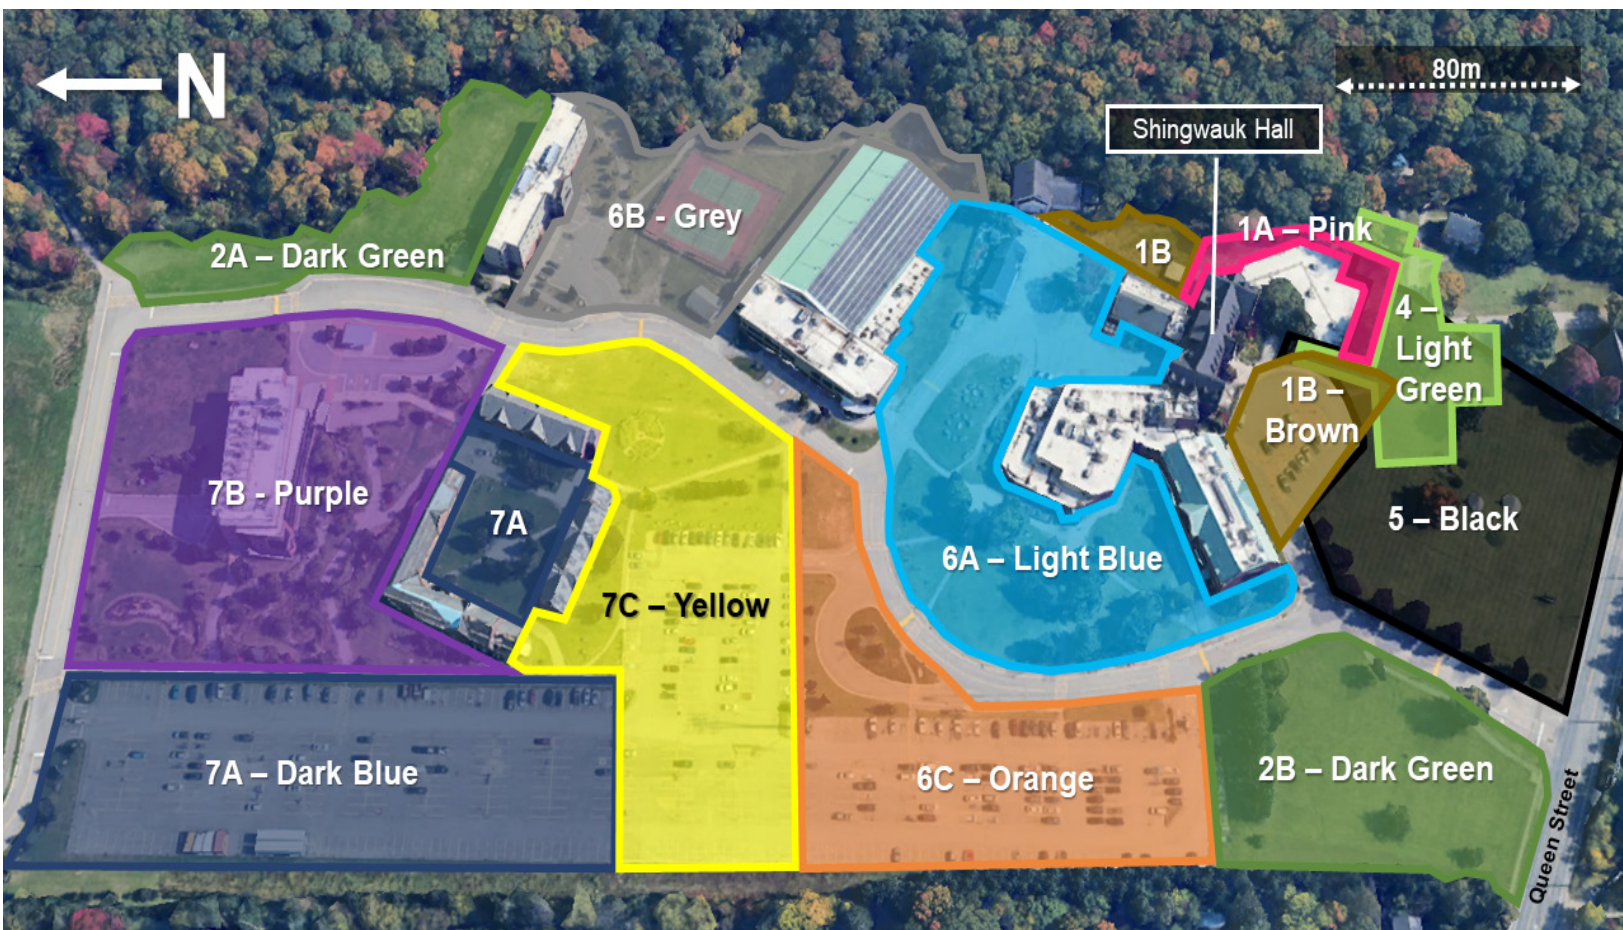 N
80m
Shingwauk Hall
6B - Grey
1A – Pink
1B
2A – Dark Green
4 –
Light
Green
1B –
Brown
7B - Purple
7A
5 – Black
6A – Light Blue
7C – Yellow
7A – Dark Blue
6C – Orange
2B – Dark Green
Queen Street